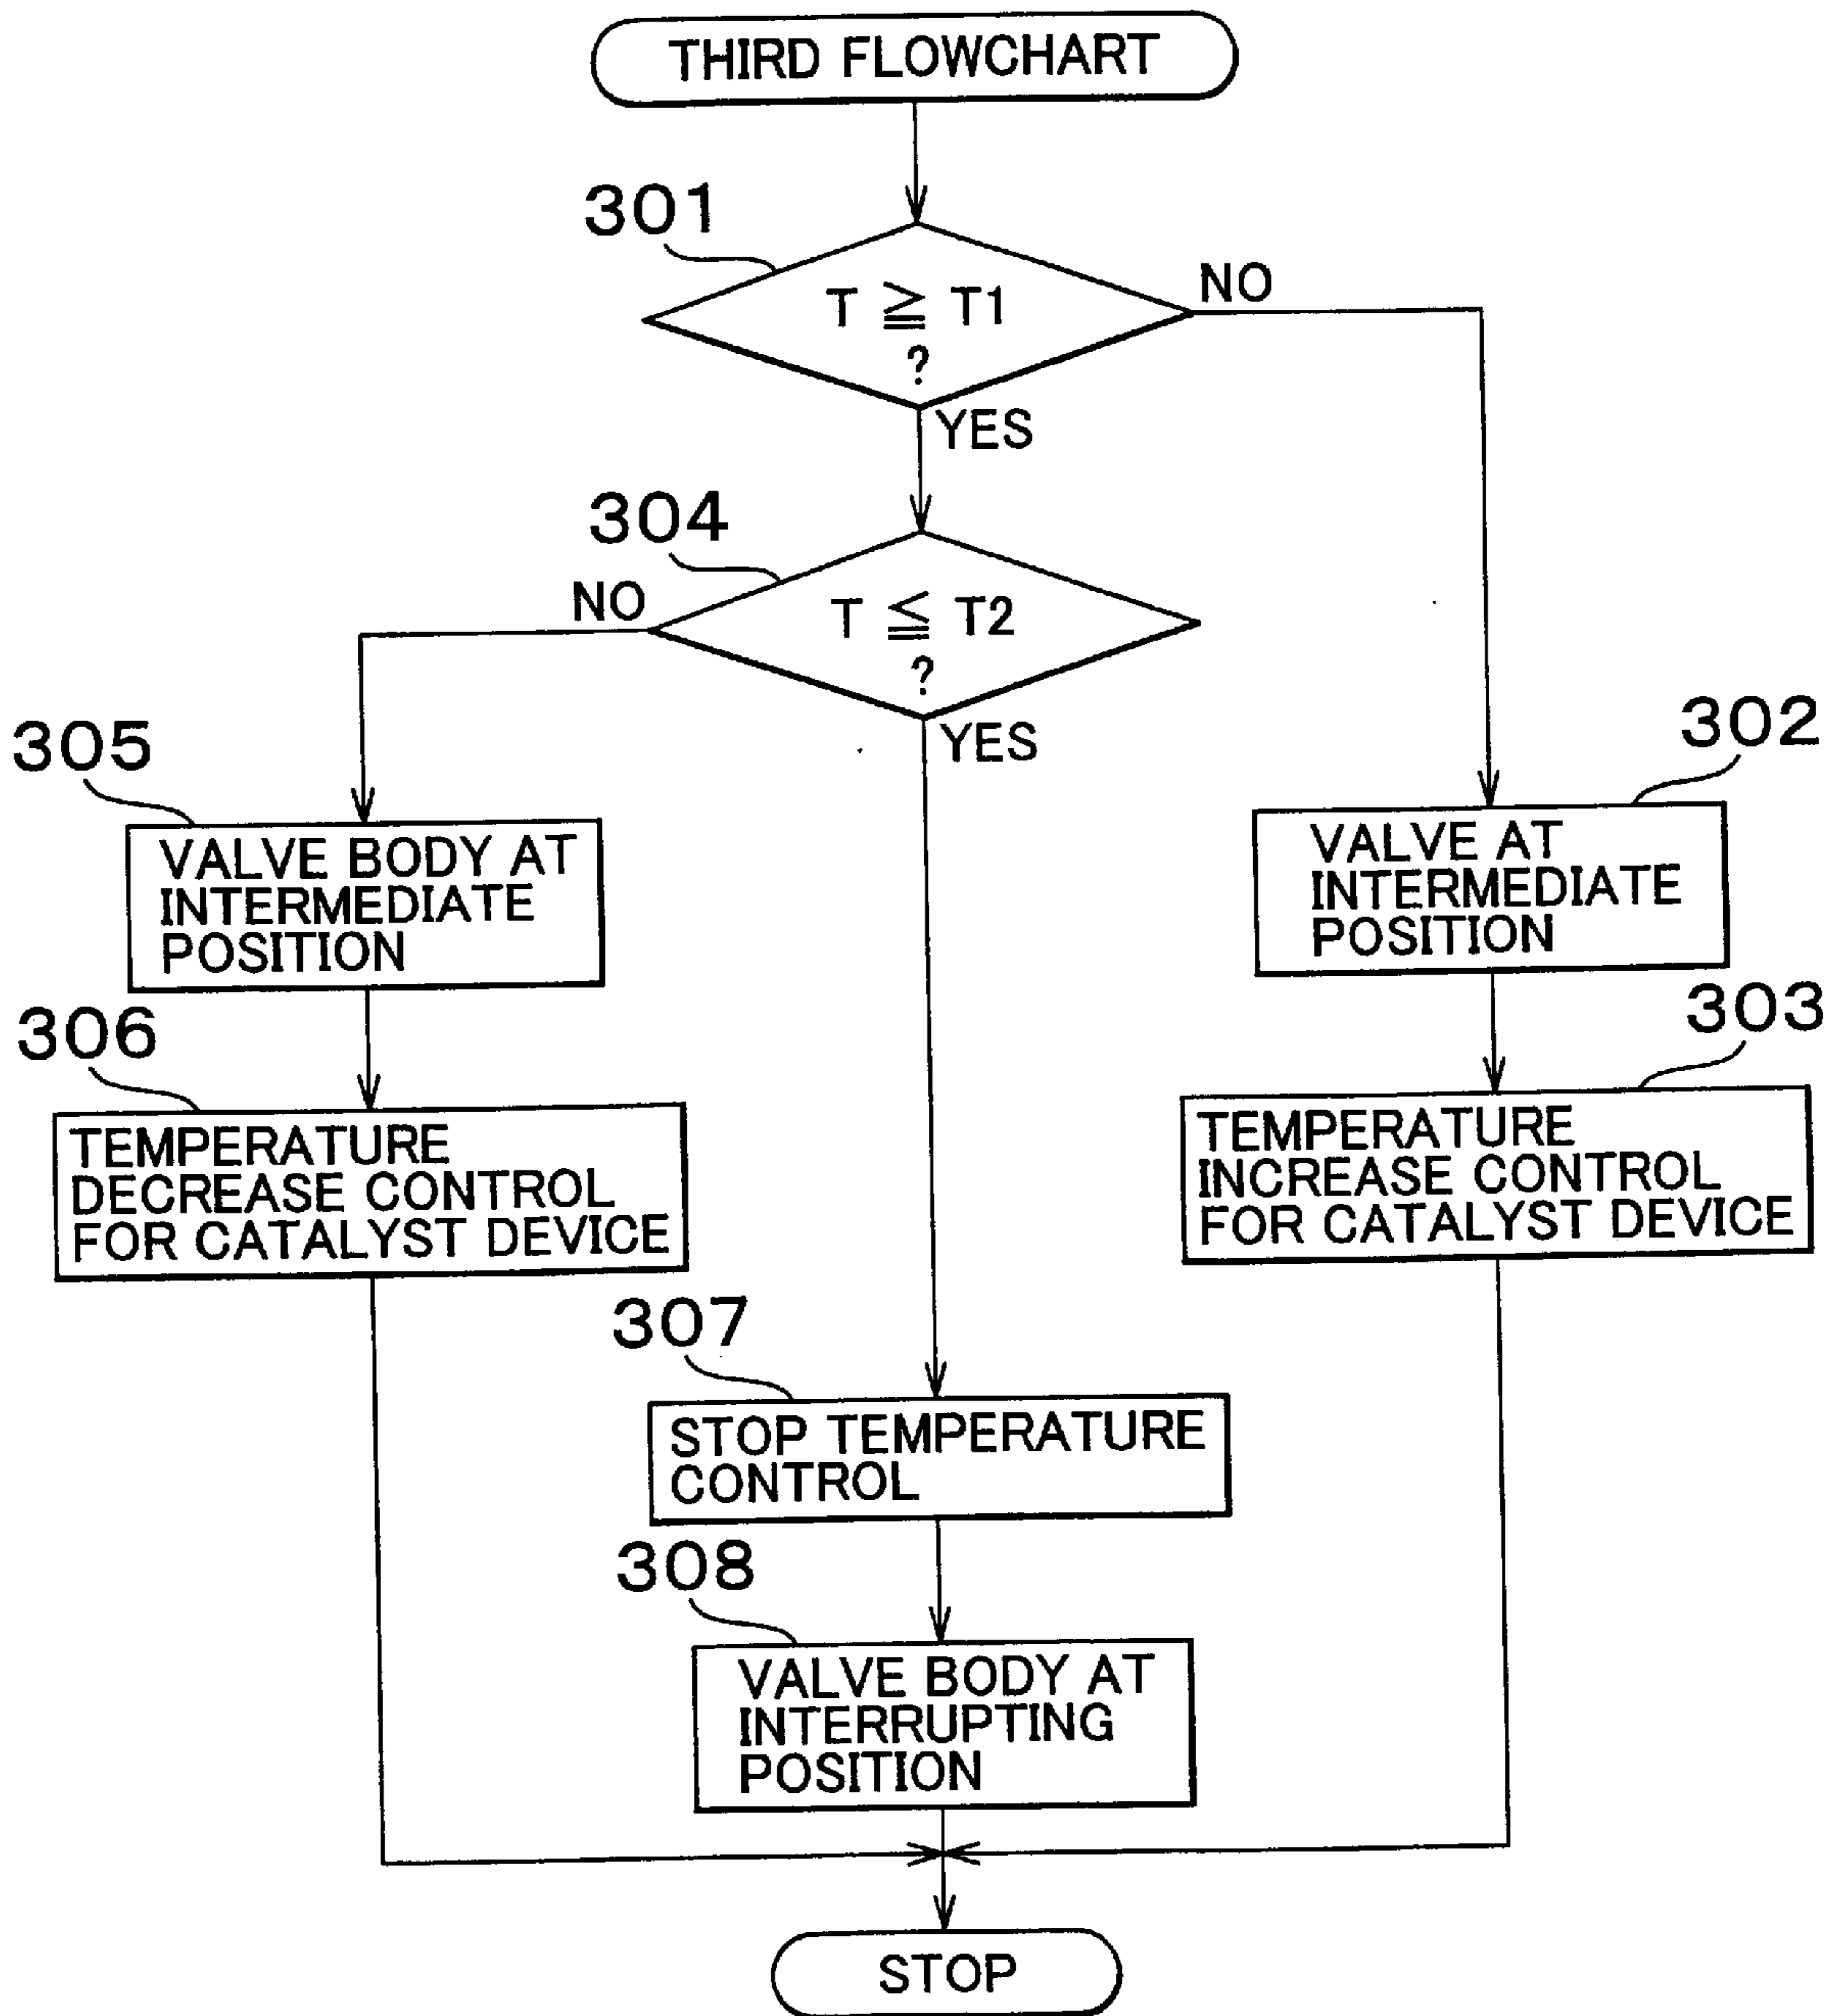 THIRD FLOWCHART
301
T ≧ T1
?
NO
YES
304
T ≦ T2
?
NO
YES
305
VALVE BODY AT
INTERMEDIATE
POSITION
302
VALVE AT
INTERMEDIATE
POSITION
306
TEMPERATURE
DECREASE CONTROL
FOR CATALYST DEVICE
303
TEMPERATURE
INCREASE CONTROL
FOR CATALYST DEVICE
307
STOP TEMPERATURE
CONTROL
308
VALVE BODY AT
INTERRUPTING
POSITION
STOP